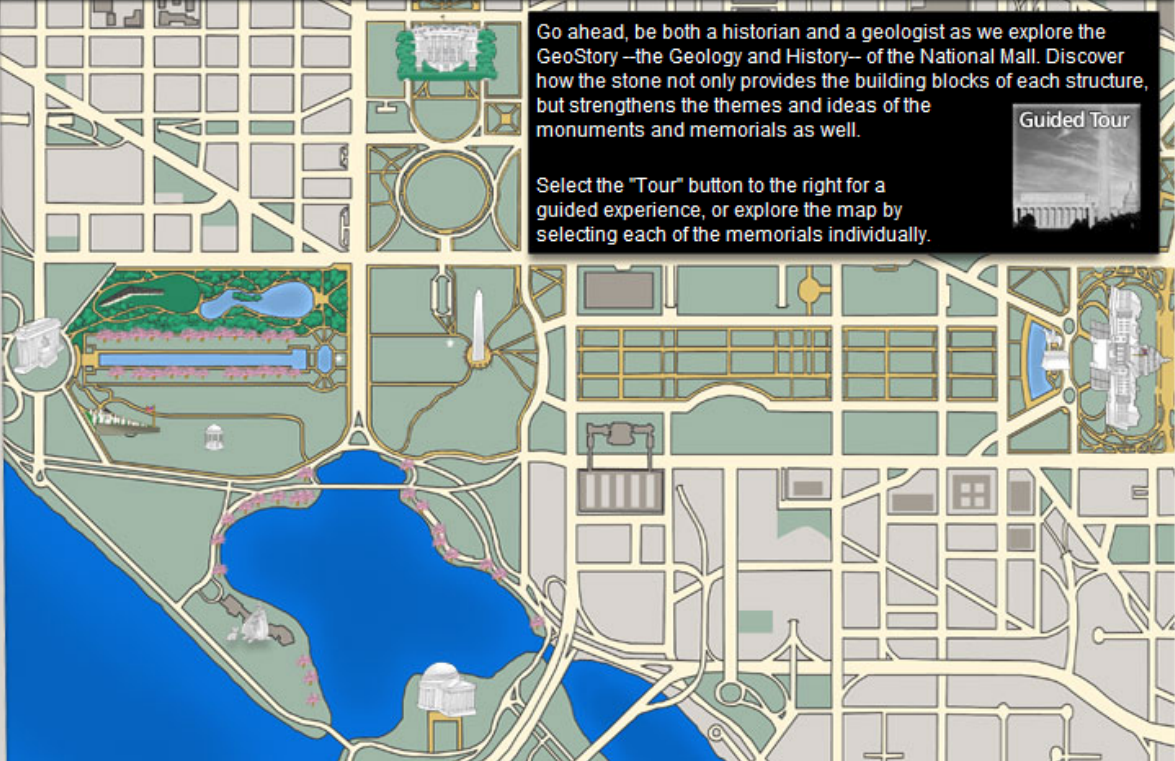 Go ahead, be both a historian and a geologist as we explore the
GeoStory --the Geology and History-- of the National Mall. Discover
how the stone not only provides the building blocks of each structure,
but strengthens the themes and ideas of the
monuments and memorials as well.
Guided Tour
Select the "Tour" button to the right for a
guided experience, or explore the map by
selecting each of the memorials individually.